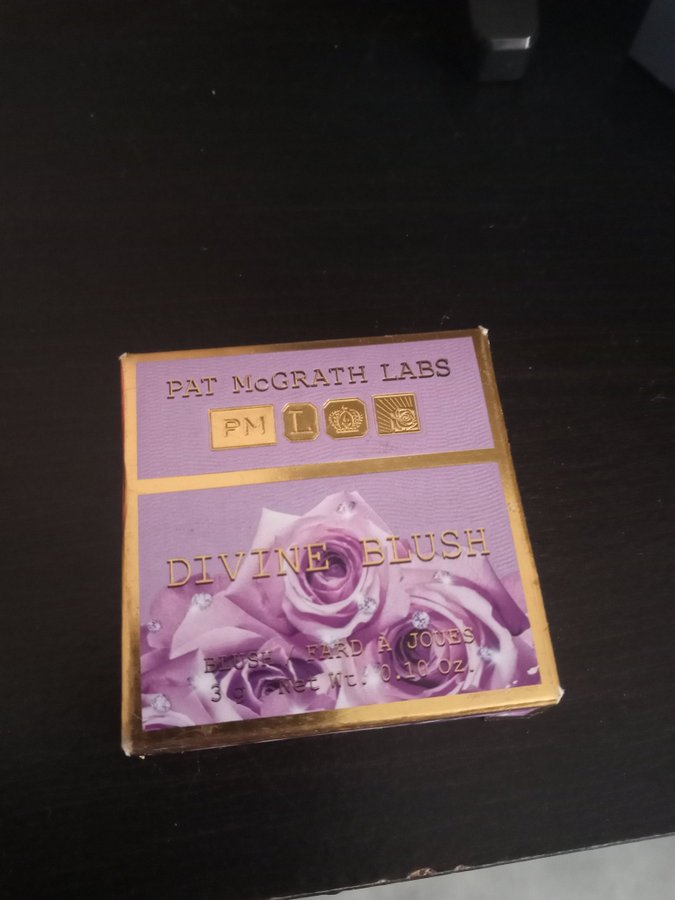 PAT McGRATH LABS
PM L
DIVINE BLUSH
BLUSH / FARD À JOUES
3 g / Net Wt. 0.10 Oz.